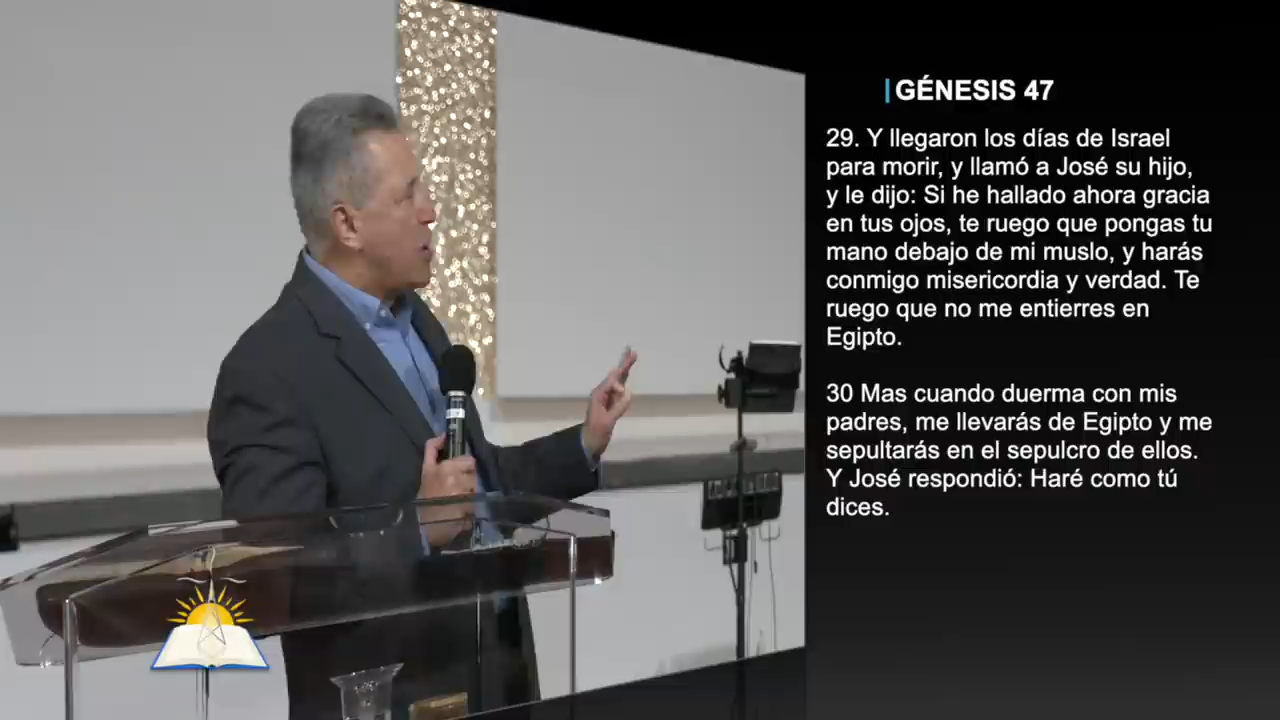 GÉNESIS 47
29. Y llegaron los días de Israel
para morir, y llamó a José su hijo,
y le dijo: Si he hallado ahora gracia
en tus ojos, te ruego que pongas tu
mano debajo de mi muslo, y harás
conmigo misericordia y verdad. Te
ruego que no me entierres en
Egipto.
30 Mas cuando duerma con mis
padres, me llevarás de Egipto y me
sepultarás en el sepulcro de ellos.
Y José respondió: Haré como tú
dices.